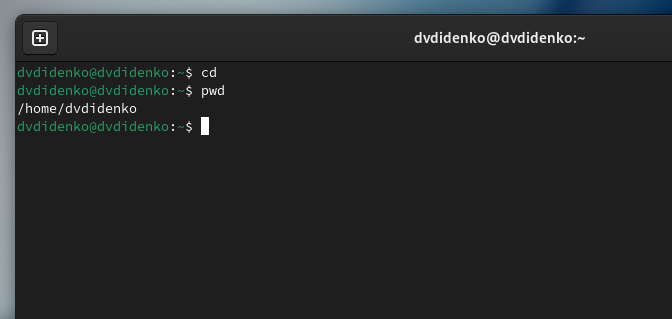 dvdidenko@dvdidenko:~
dvdidenko@dvdidenko:~$ cd
dvdidenko@dvdidenko:~$ pwd
/home/dvdidenko
dvdidenko@dvdidenko:~$